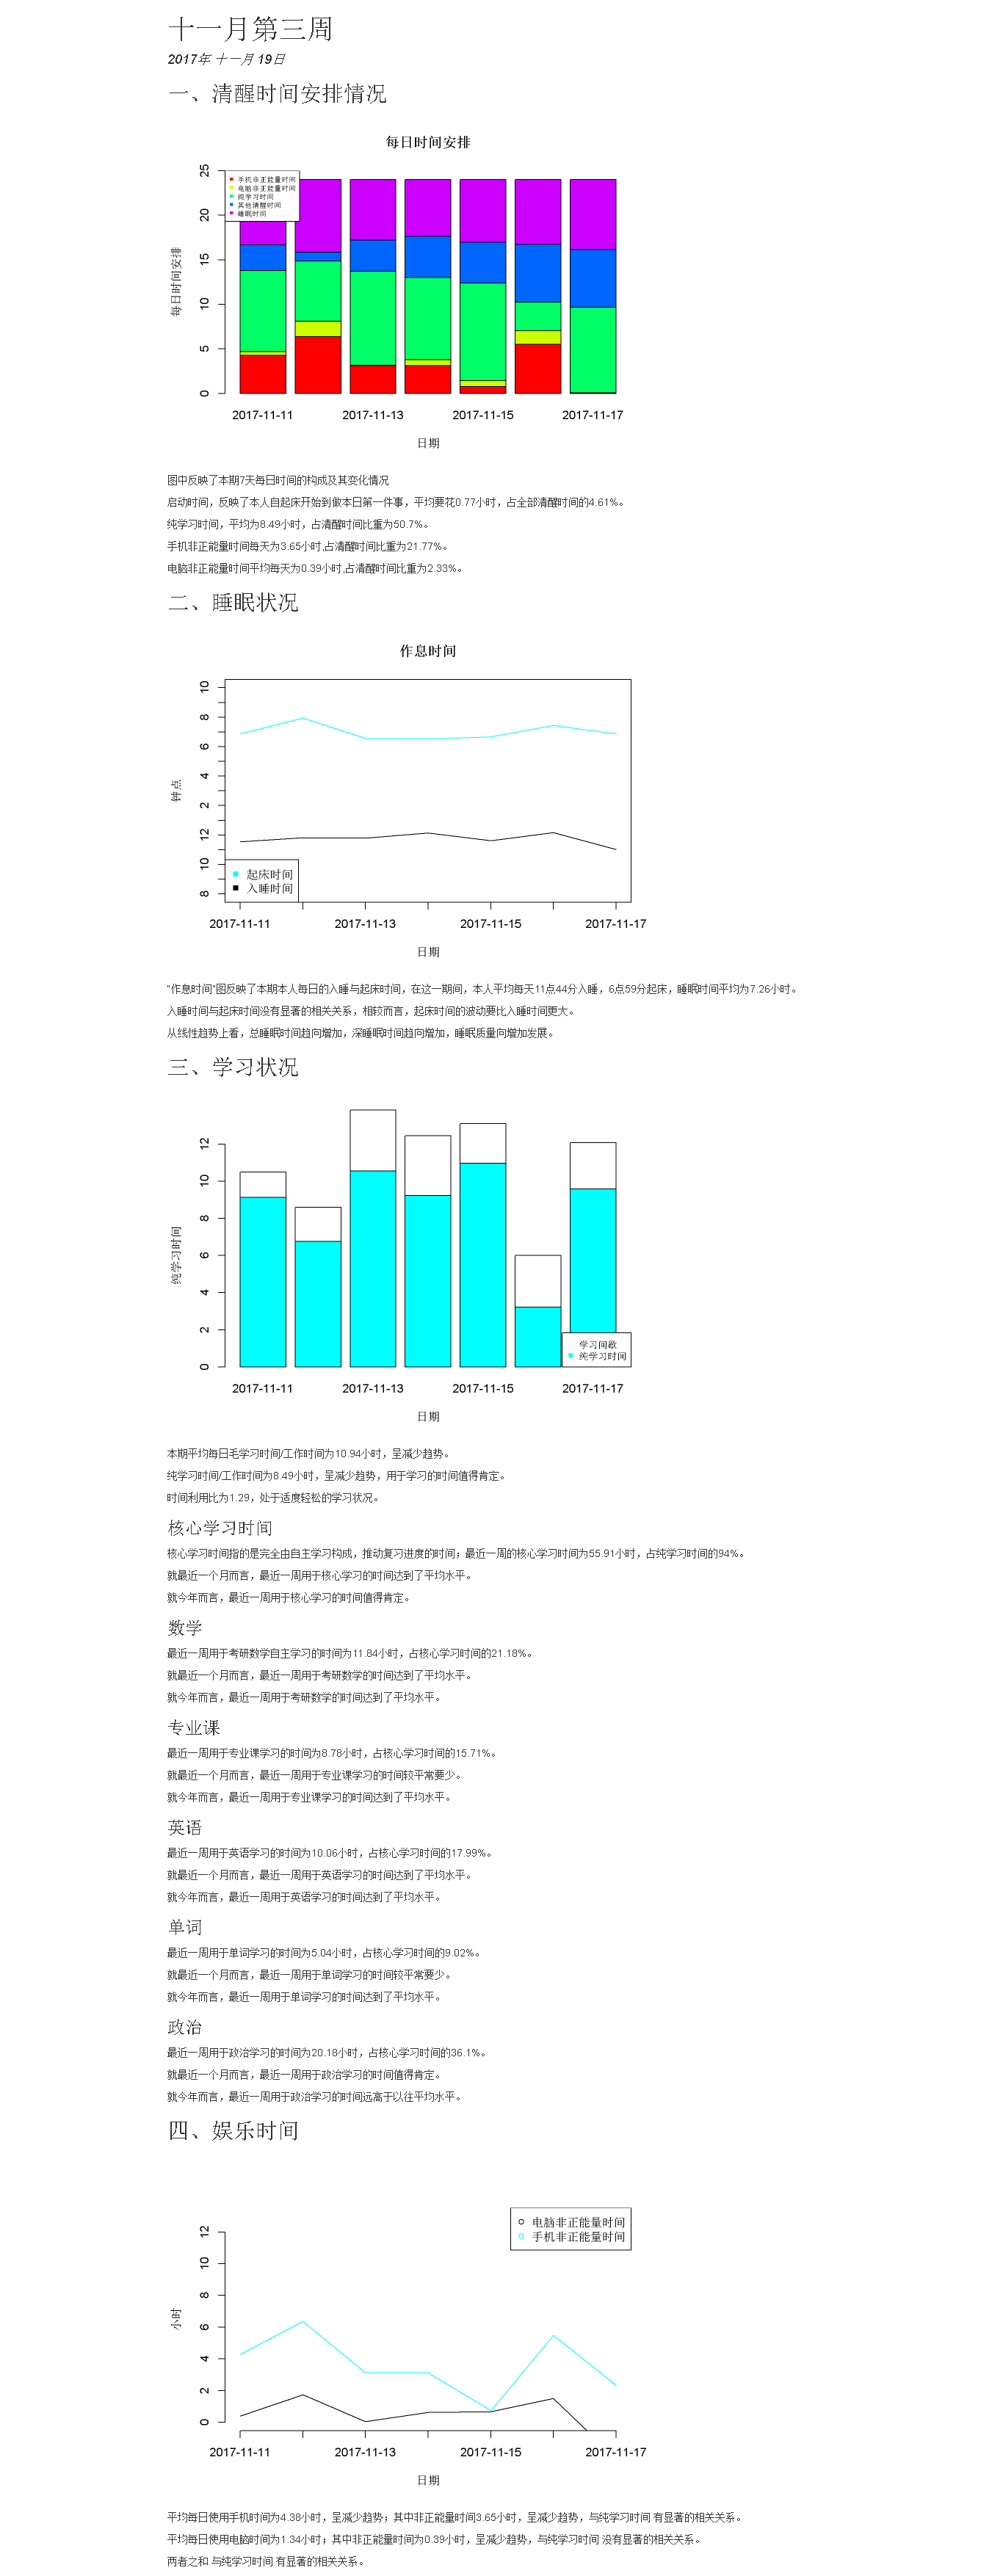 十一月第三周
2017年 十一月 19日
一、清醒时间安排情况
每日时间安排
25
20
15
10
5
0
每日时间安排
手机非正能量时间
电脑非正能量时间
纯学习时间
其他清醒时间
睡眠时间
2017-11-11
2017-11-13
2017-11-15
2017-11-17
日期
图中反映了本期7天每日时间的构成及其变化情况
启动时间，反映了本人自起床开始到做本日第一件事，平均要花0.77小时，占全部清醒时间的4.61%。
纯学习时间，平均为8.49小时，占清醒时间比重为50.7%。
手机非正能量时间每天为3.65小时,占清醒时间比重为21.77%。
电脑非正能量时间平均每天为0.39小时,占清醒时间比重为2.33%。
二、睡眠状况
作息时间
10
8
6
4
2
12
10
8
钟点
起床时间
入睡时间
2017-11-11
2017-11-13
2017-11-15
2017-11-17
日期
"作息时间"图反映了本期本人每日的入睡与起床时间，在这一期间，本人平均每天11点44分入睡，6点59分起床，睡眠时间平均为7.26小时。
入睡时间与起床时间没有显著的相关关系，相较而言，起床时间的波动要比入睡时间更大。
从线性趋势上看，总睡眠时间趋向增加，深睡眠时间趋向增加，睡眠质量向增加发展。
三、学习状况
12
10
8
6
4
2
0
纯学习时间
学习间歇
纯学习时间
2017-11-11
2017-11-13
2017-11-15
2017-11-17
日期
本期平均每日毛学习时间/工作时间为10.94小时，呈减少趋势。
纯学习时间/工作时间为8.49小时，呈减少趋势，用于学习的时间值得肯定。
时间利用比为1.29，处于适度轻松的学习状况。
核心学习时间
核心学习时间指的是完全由自主学习构成，推动复习进度的时间；最近一周的核心学习时间为55.91小时，占纯学习时间的94%。
就最近一个月而言，最近一周用于核心学习的时间达到了平均水平。
就今年而言，最近一周用于核心学习的时间值得肯定。
数学
最近一周用于考研数学自主学习的时间为11.84小时，占核心学习时间的21.18%。
就最近一个月而言，最近一周用于考研数学的时间达到了平均水平。
就今年而言，最近一周用于考研数学的时间达到了平均水平。
专业课
最近一周用于专业课学习的时间为8.78小时，占核心学习时间的15.71%。
就最近一个月而言，最近一周用于专业课学习的时间较平常要少。
就今年而言，最近一周用于专业课学习的时间达到了平均水平。
英语
最近一周用于英语学习的时间为10.06小时，占核心学习时间的17.99%。
就最近一个月而言，最近一周用于英语学习的时间达到了平均水平。
就今年而言，最近一周用于英语学习的时间达到了平均水平。
单词
最近一周用于单词学习的时间为5.04小时，占核心学习时间的9.02%。
就最近一个月而言，最近一周用于单词学习的时间较平常要少。
就今年而言，最近一周用于单词学习的时间达到了平均水平。
政治
最近一周用于政治学习的时间为20.18小时，占核心学习时间的36.1%。
就最近一个月而言，最近一周用于政治学习的时间值得肯定。
就今年而言，最近一周用于政治学习的时间远高于以往平均水平。
四、娱乐时间
电脑非正能量时间
手机非正能量时间
12
10
8
6
4
2
0
小时
2017-11-11
2017-11-13
2017-11-15
2017-11-17
日期
平均每日使用手机时间为4.38小时，呈减少趋势；其中非正能量时间3.65小时，呈减少趋势，与纯学习时间 有显著的相关关系。
平均每日使用电脑时间为1.34小时；其中非正能量时间为0.39小时，呈减少趋势，与纯学习时间 没有显著的相关关系。
两者之和 与纯学习时间 有显著的相关关系。